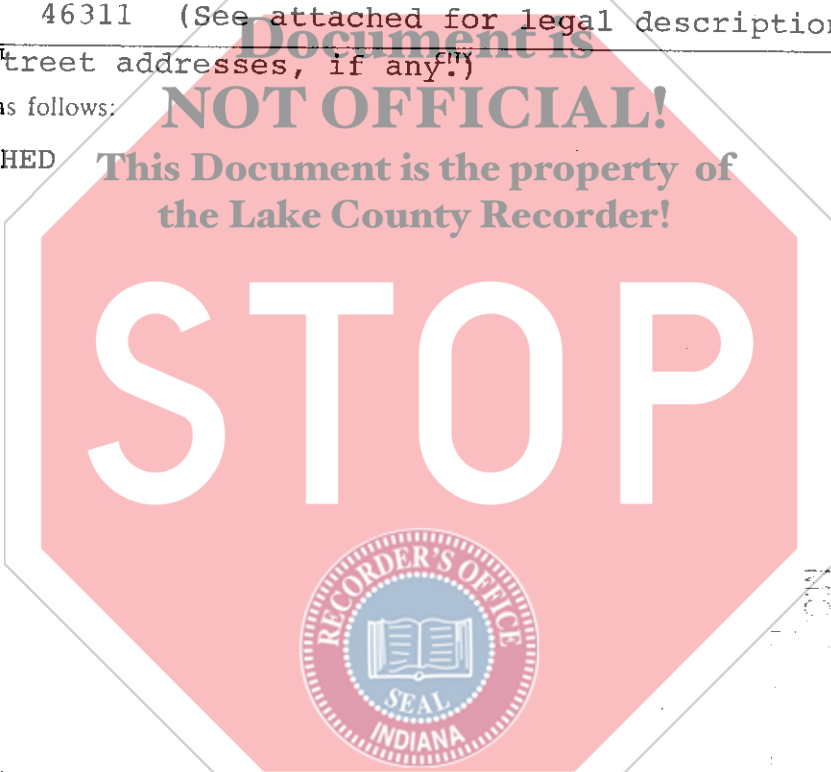 46311 (See attached for legal description
Document is
treet addresses, if any.)
CITY
as follows:
NOT OFFICIAL!
HED
This Document is the property of
the Lake County Recorder!
STOP
RECORDER'S OFFICE
SEAL
INDIANA